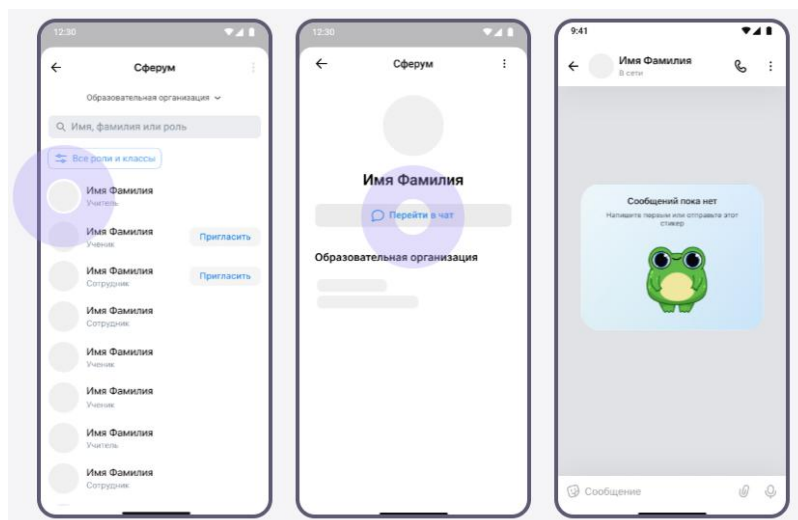 12:30
Сферум
Образовательная организация
Имя, фамилия или роль
Все роли и классы
Имя Фамилия
Учитель
Имя Фамилия
Ученик
Пригласить
Имя Фамилия
Сотрудник
Пригласить
Имя Фамилия
Сотрудник
Имя Фамилия
Ученик
Имя Фамилия
Ученик
Имя Фамилия
Учитель
Имя Фамилия
Сотрудник
12:30
Сферум
Имя Фамилия
Перейти в чат
Образовательная организация
9:41
Имя Фамилия
В сети
Сообщений пока нет
Напишите первым или отправьте этот
стикер
Сообщение